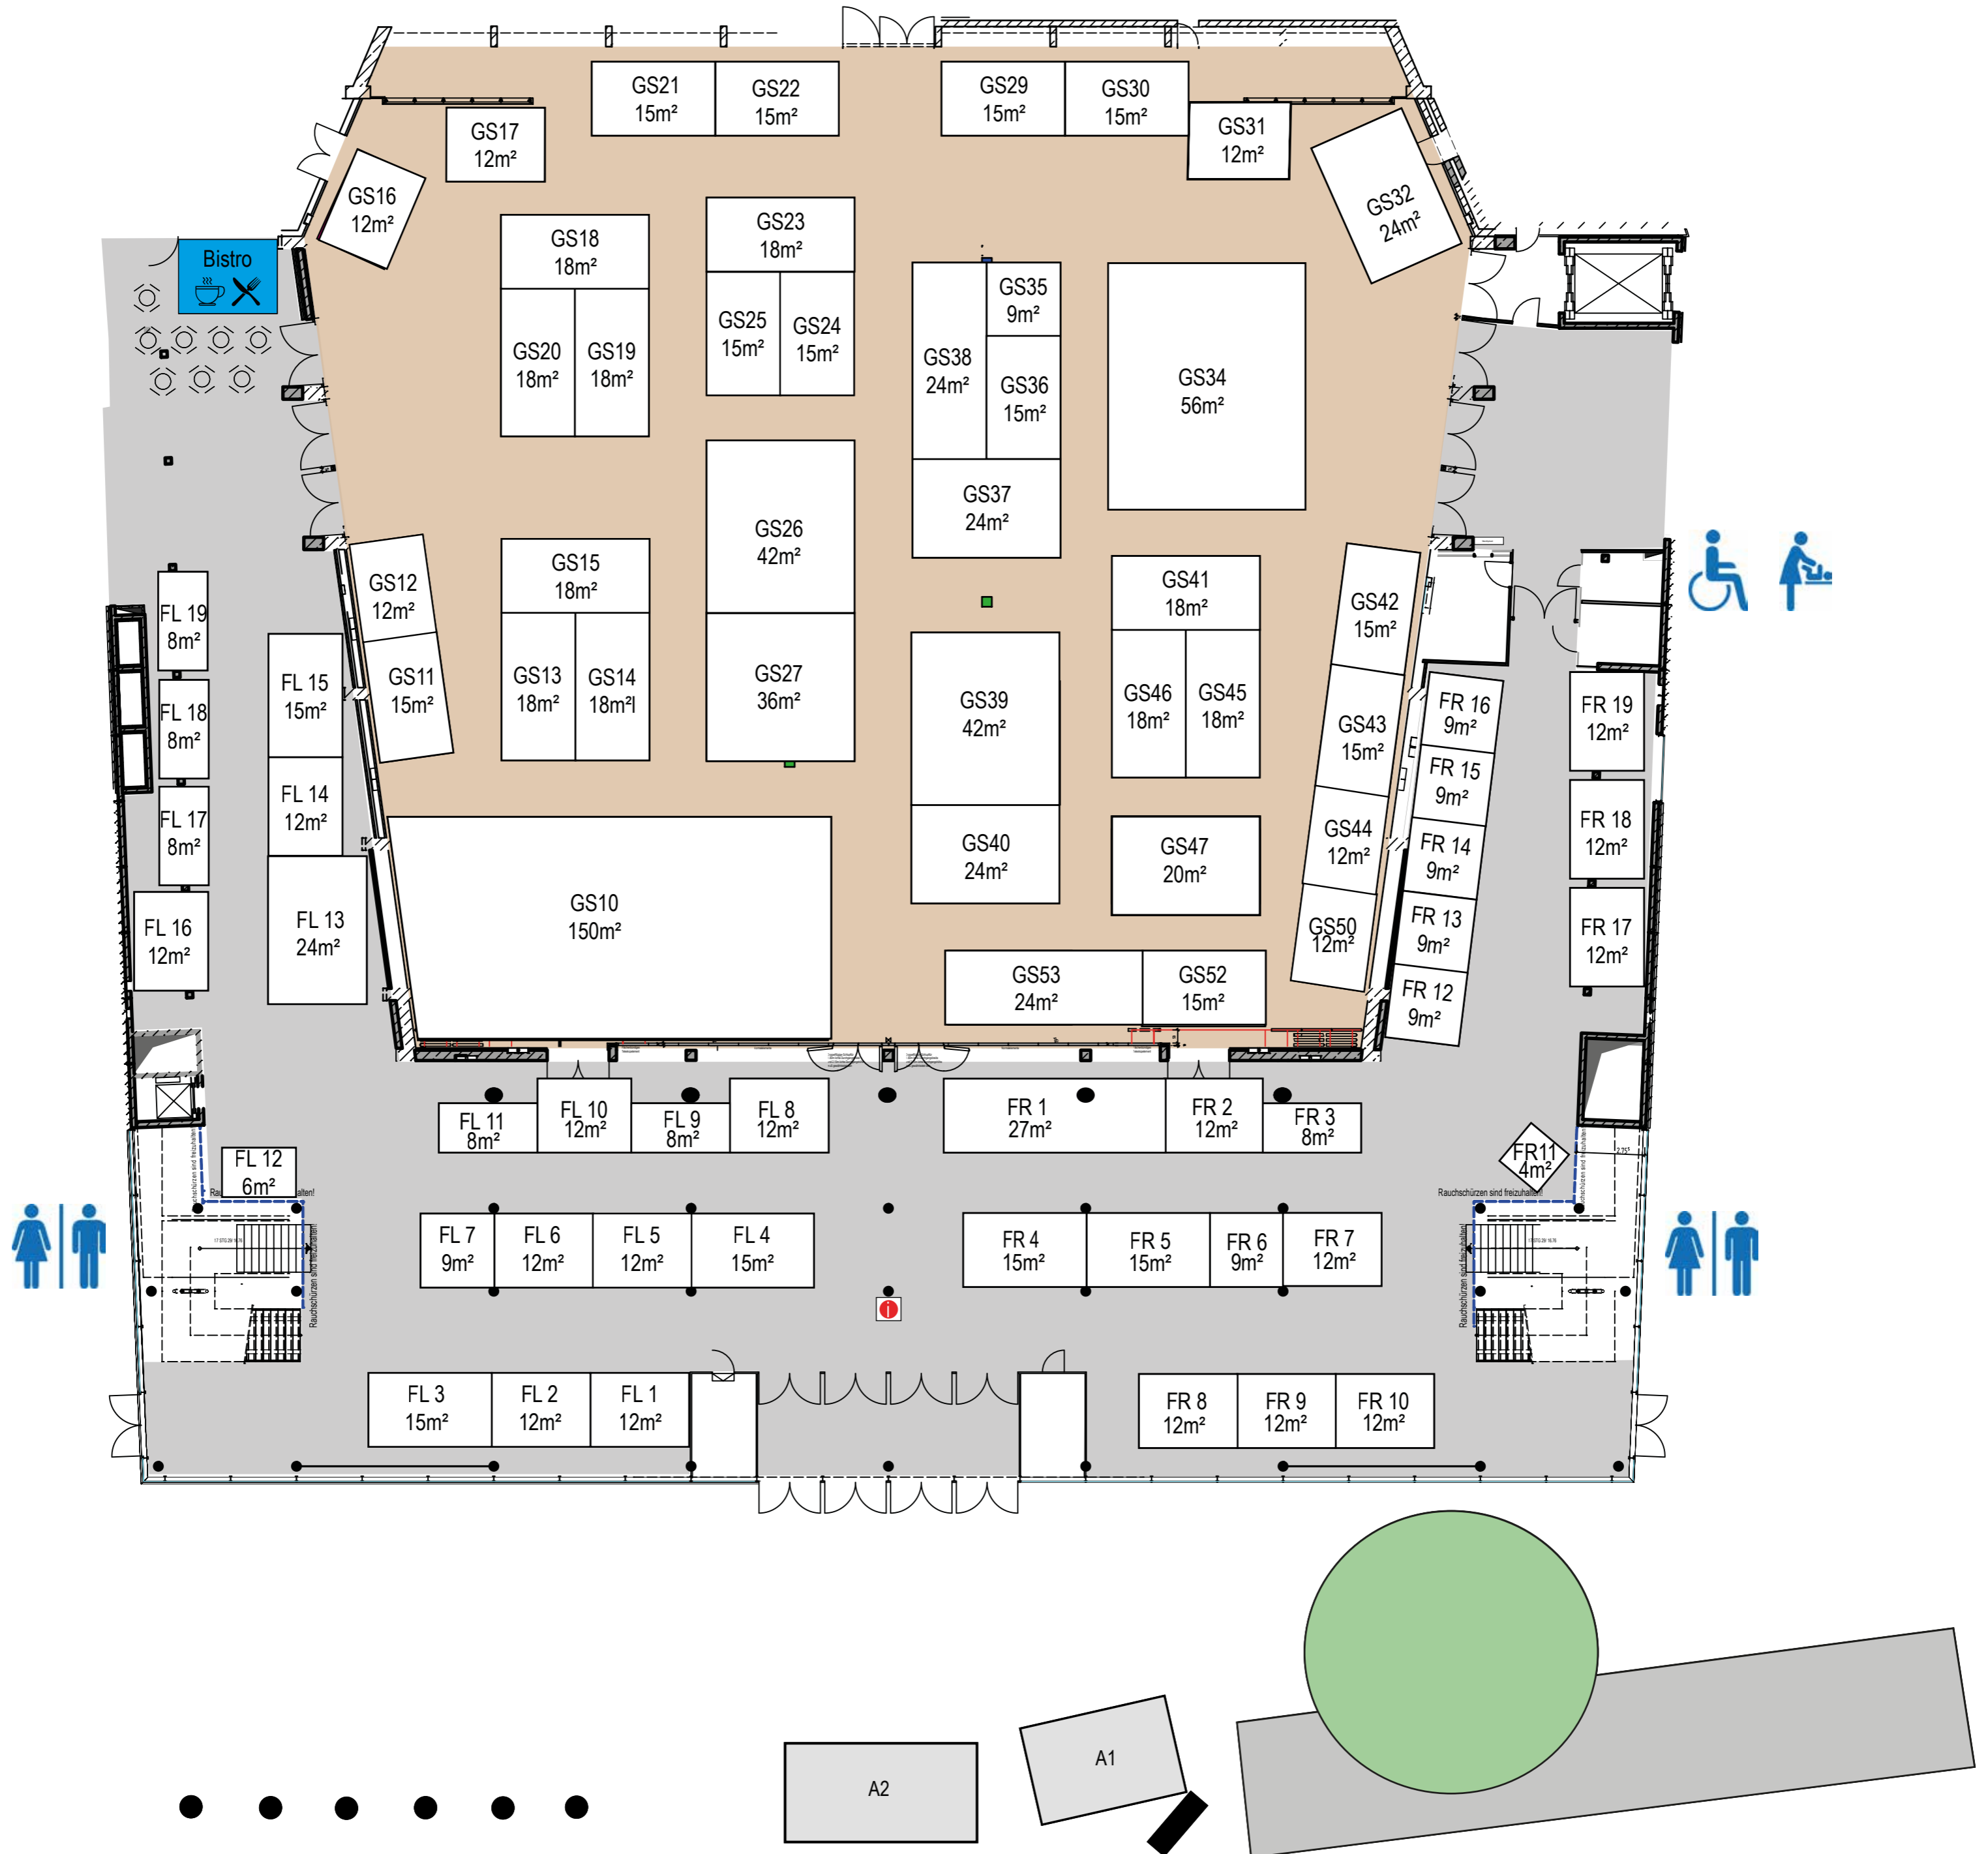 GS21
15m²
GS22
15m²
GS29
15m²
GS30
15m²
GS17
12m²
GS31
12m²
GS16
12m²
GS32
24m²
Bistro
GS18
18m²
GS23
18m²
GS35
9m²
GS25
15m²
GS24
15m²
GS20
18m²
GS19
18m²
GS38
24m²
GS36
15m²
GS34
56m²
GS37
24m²
GS26
42m²
GS15
18m²
GS12
12m²
GS41
18m²
GS42
15m²
FL 19
8m²
FL 15
15m²
GS11
15m²
GS13
18m²
GS14
18m²l
GS27
36m²
GS39
42m²
GS46
18m²
GS45
18m²
GS43
15m²
FR 16
9m²
FR 19
12m²
FL 18
8m²
FL 14
12m²
FR 15
9m²
FL 17
8m²
GS40
24m²
GS47
20m²
GS44
12m²
FR 14
9m²
FR 18
12m²
FL 16
12m²
FL 13
24m²
GS10
150m²
GS50
12m²
FR 13
9m²
FR 17
12m²
GS53
24m²
GS52
15m²
FR 12
9m²
FL 11
8m²
FL 10
12m²
FL 9
8m²
FL 8
12m²
FR 1
27m²
FR 2
12m²
FR 3
8m²
FL 12
6m²
FR11
4m²
2,75⁵
Rauchschürzen sind freizuhalten!
Rauchschürzen sind freizuhalten!
Rauchschürzen sind freizuhalten!
FL 7
9m²
FL 6
12m²
FL 5
12m²
FL 4
15m²
FR 4
15m²
FR 5
15m²
FR 6
9m²
FR 7
12m²
i
FL 3
15m²
FL 2
12m²
FL 1
12m²
FR 8
12m²
FR 9
12m²
FR 10
12m²
A1
A2